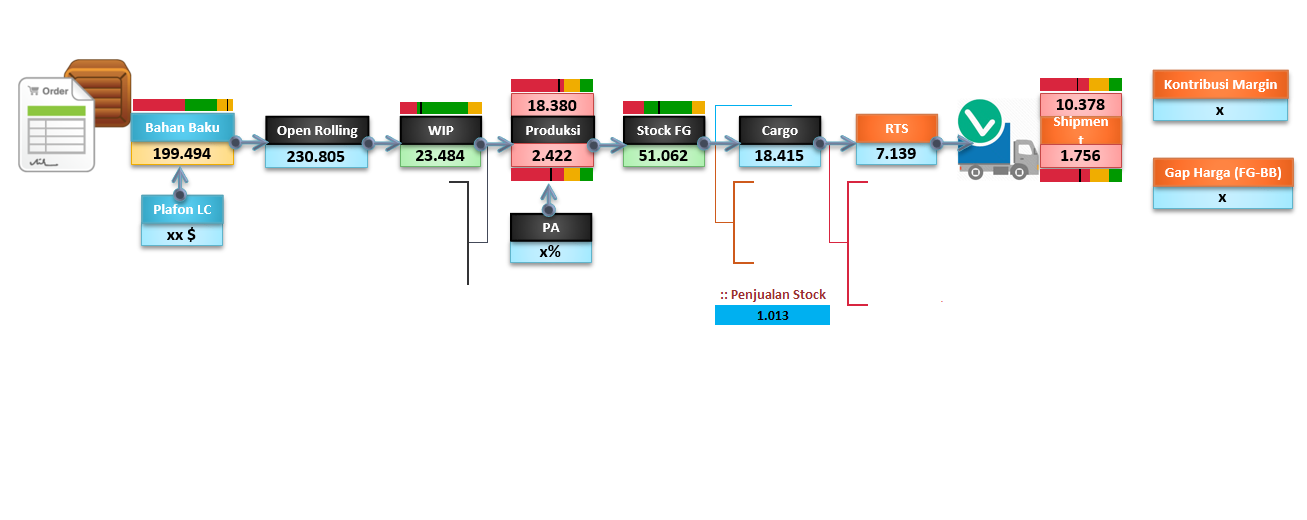 Order
Bahan Baku
199.494
Plafon LC
xx $
Open Rolling
230.805
WIP
23.484
18.380
Produksi
2.422
PA
x%
Stock FG
51.062
Cargo
18.415
:: Penjualan Stock
1.013
RTS
7.139
10.378
Shipmen
t
1.756
Kontribusi Margin
x
Gap Harga (FG-BB)
x